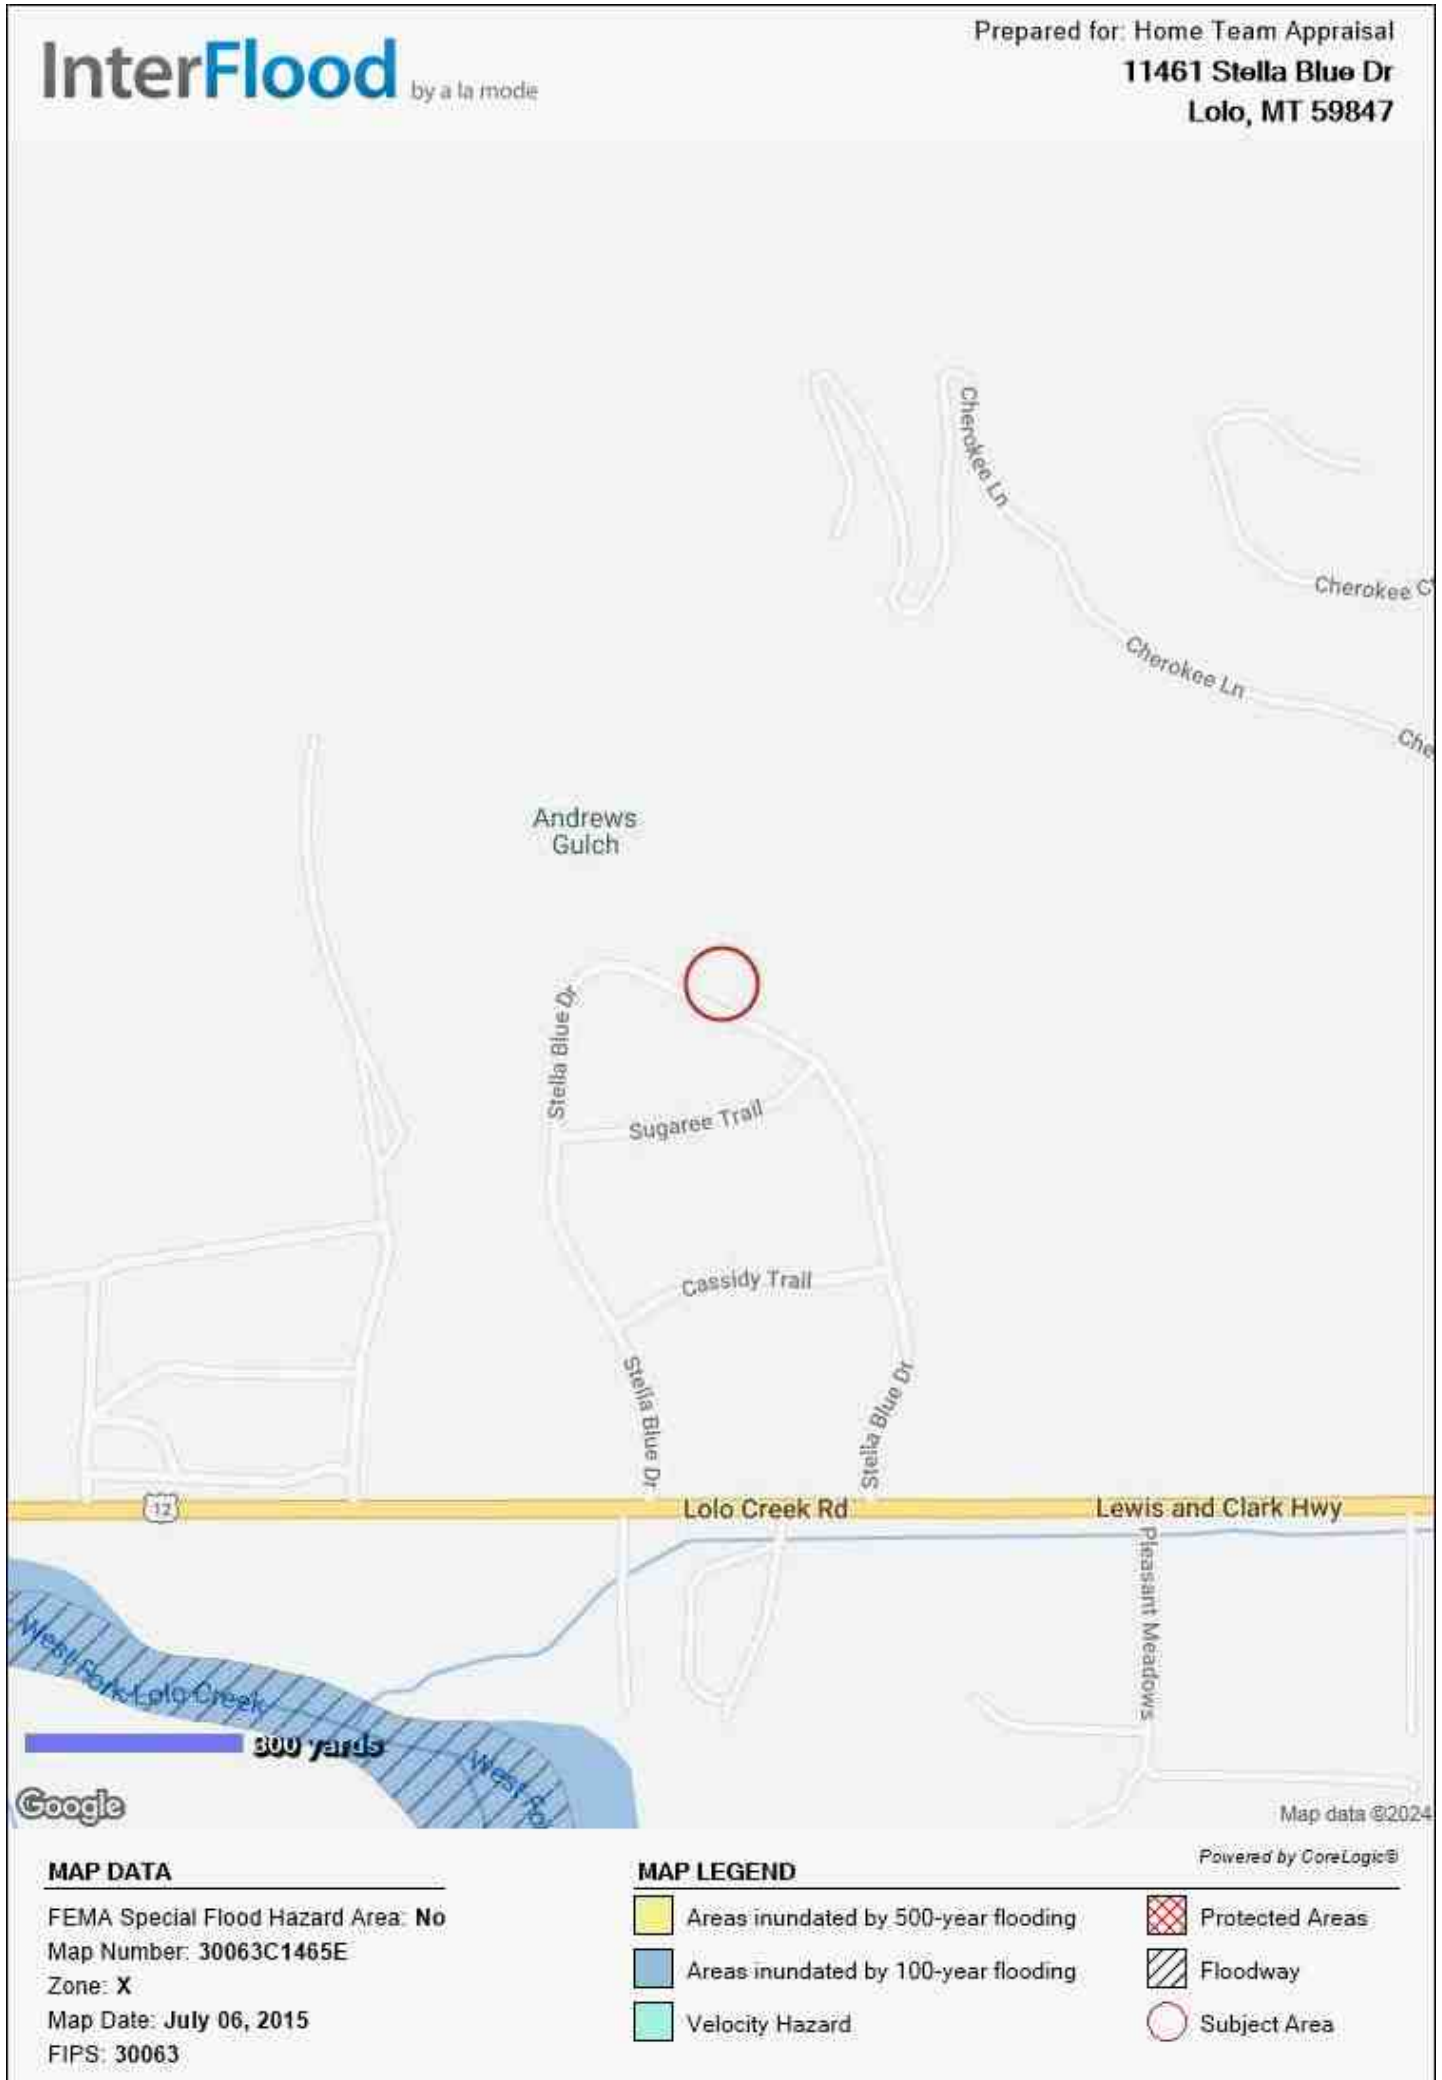 InterFlood by a la mode
Prepared for: Home Team Appraisal
11461 Stella Blue Dr
Lolo, MT 59847
Cherokee Ln
Cherokee Ct
Cherokee Ln
Che
Andrews
Gulch
Stella Blue Dr
Sugaree Trail
Cassidy Trail
Stella Blue Dr
Stella Blue Dr
12
Lolo Creek Rd
Lewis and Clark Hwy
Pleasant Meadows
West Fork Lolo Creek
300 yards
West Fo
Google
Map data ©2024
Powered by CoreLogic®
MAP DATA
FEMA Special Flood Hazard Area: No
Map Number: 30063C1465E
Zone: X
Map Date: July 06, 2015
FIPS: 30063
MAP LEGEND
Areas inundated by 500-year flooding
Areas inundated by 100-year flooding
Velocity Hazard
Protected Areas
Floodway
Subject Area